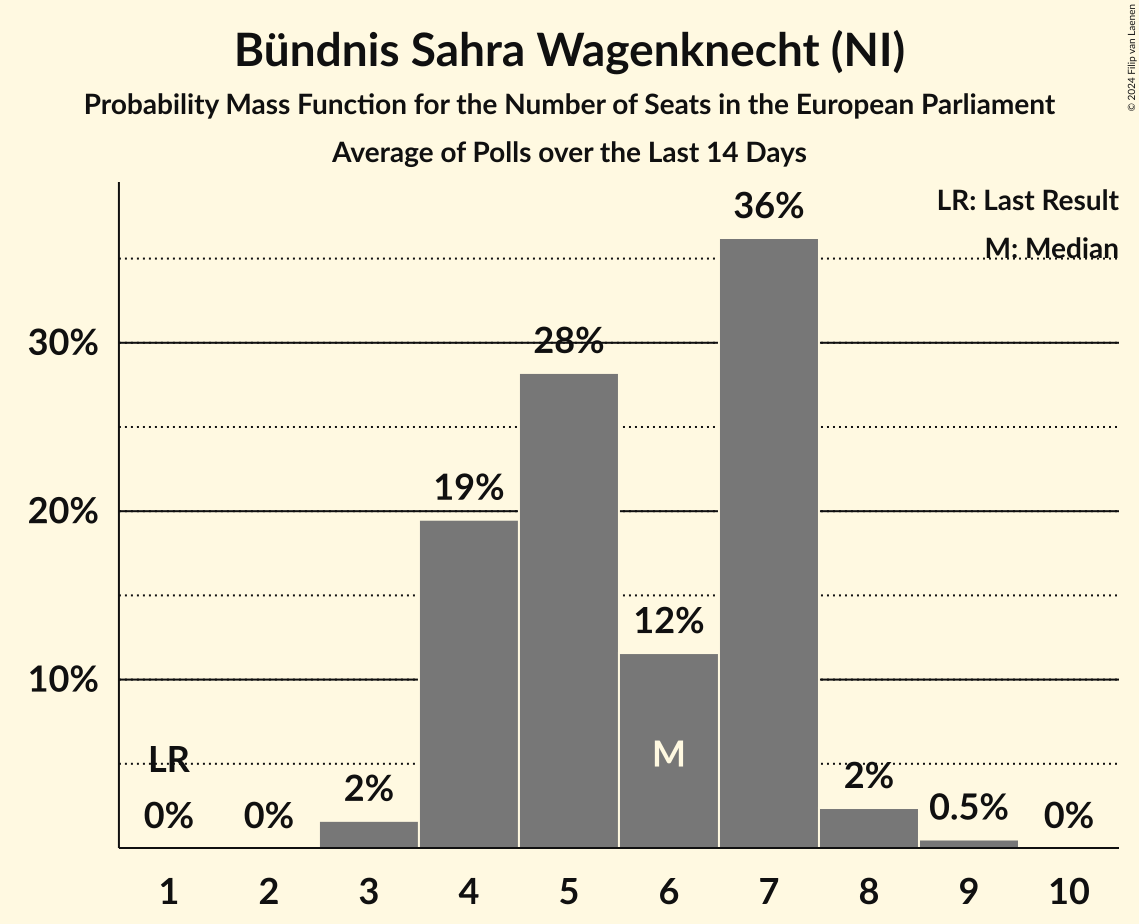 Bündnis Sahra Wagenknecht (NI)
Probability Mass Function for the Number of Seats in the European Parliament
Average of Polls over the Last 14 Days
© 2024 Filip van Laenen
LR: Last Result
M: Median
36%
30%
28%
20%
19%
12%
10%
LR
M
0%
0%
2%
2%
0.5%
0%
1 2 3 4 5 6 7 8 9 10